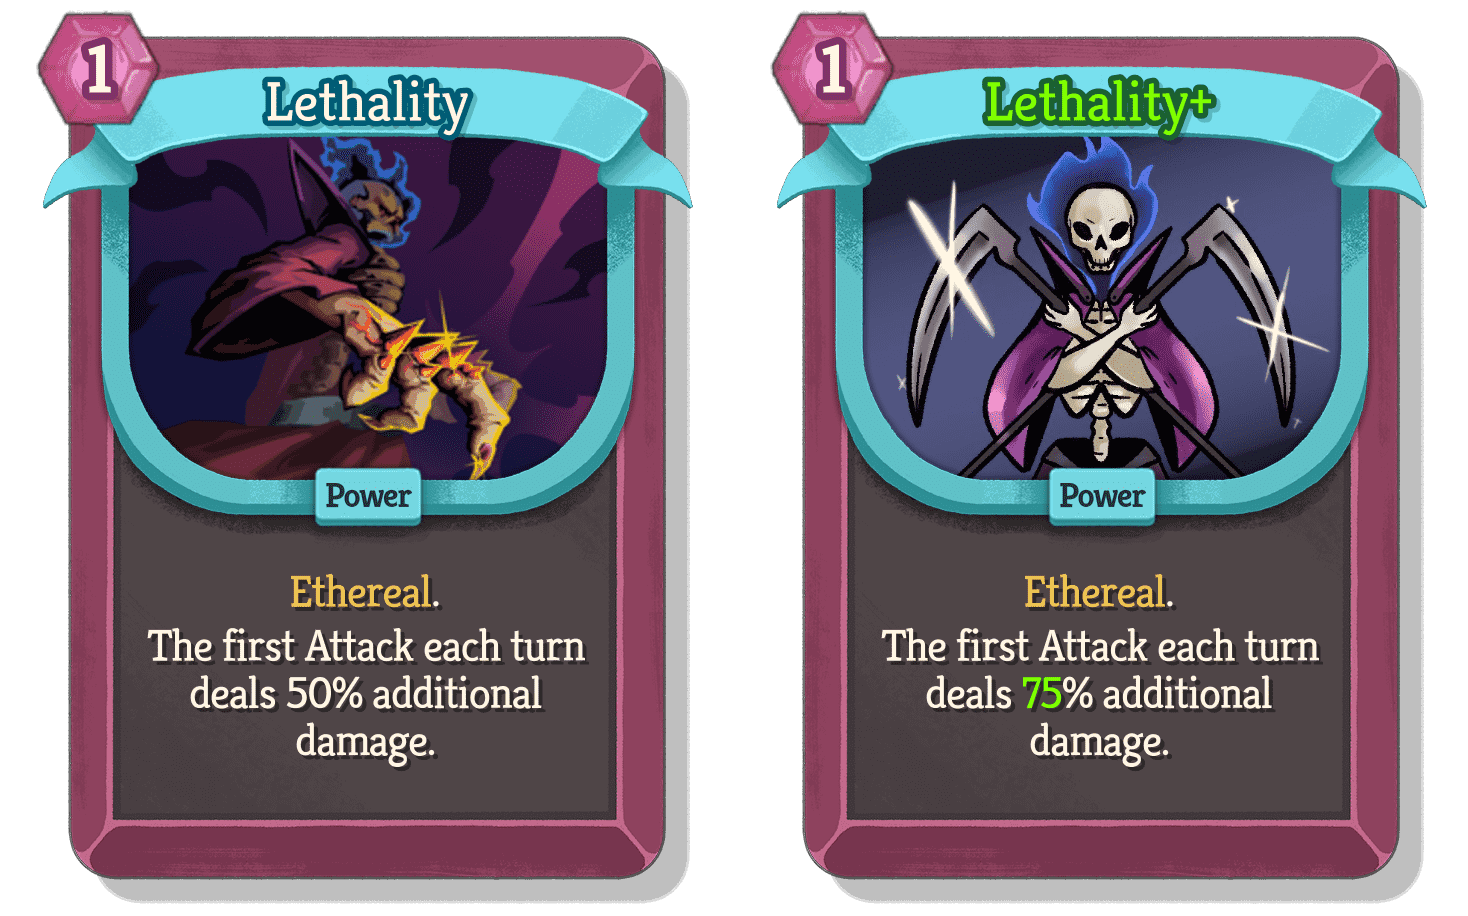 1
Lethality
Power
Ethereal.
The first Attack each turn
deals 50% additional
damage.
1
Lethality+
Power
Ethereal.
The first Attack each turn
deals 75% additional
damage.